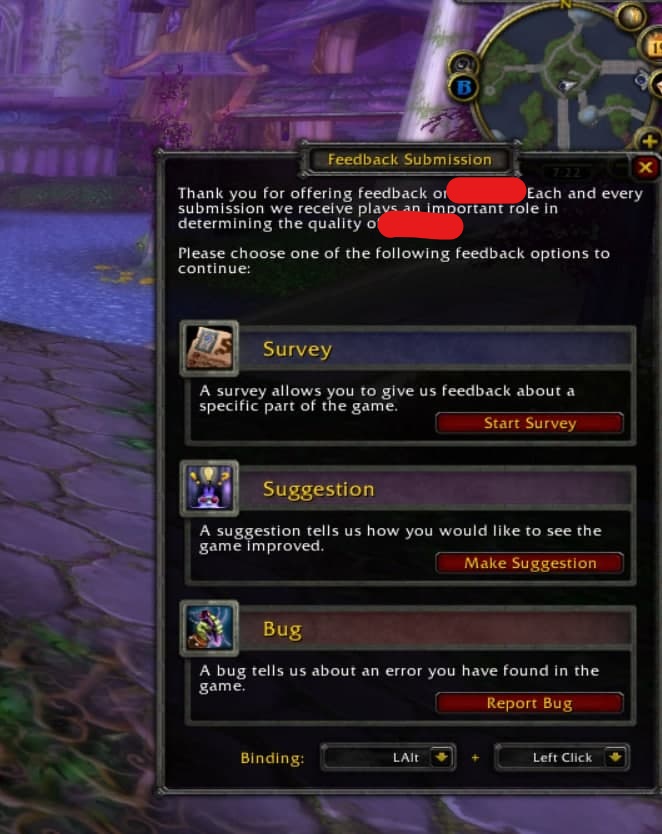 N
Feedback Submission
7:22
Thank you for offering feedback on Each and every
submission we receive plays an important role in
determining the quality of
Please choose one of the following feedback options to
continue:
Survey
A survey allows you to give us feedback about a
specific part of the game.
Start Survey
Suggestion
A suggestion tells us how you would like to see the
game improved.
Make Suggestion
Bug
A bug tells us about an error you have found in the
game.
Report Bug
Binding: LAlt + Left Click